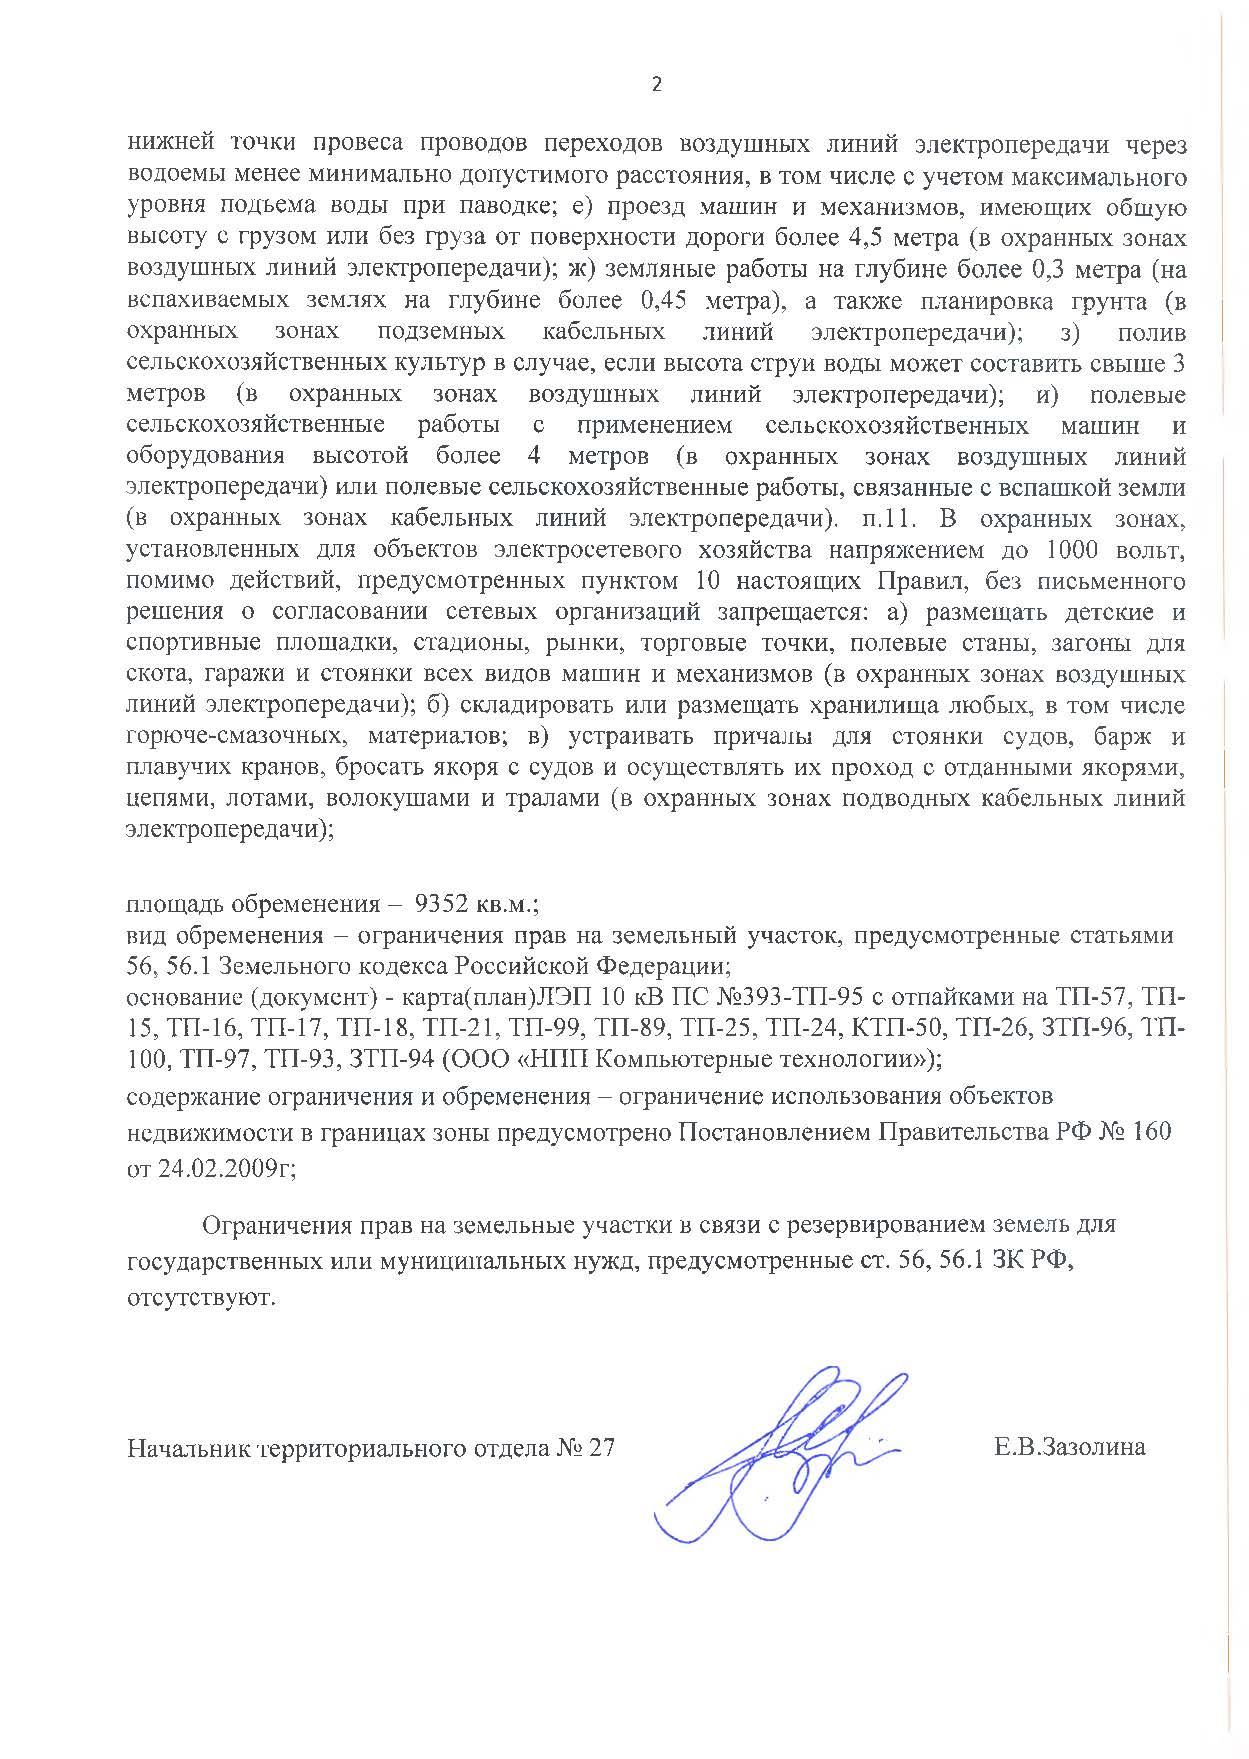 2
нижней точки провеса проводов переходов воздушных линий электропередачи через
водоемы менее минимально допустимого расстояния, в том числе с учетом максимального
уровня подъема воды при паводке; е) проезд машин и механизмов, имеющих общую
высоту с грузом или без груза от поверхности дороги более 4,5 метра (в охранных зонах
воздушных линий электропередачи); ж) земляные работы на глубине более 0,3 метра (на
вспахиваемых землях на глубине более 0,45 метра), а также планировка грунта (в
охранных зонах подземных кабельных линий электропередачи); з) полив
сельскохозяйственных культур в случае, если высота струи воды может составить свыше 3
метров (в охранных зонах воздушных линий электропередачи); и) полевые
сельскохозяйственные работы с применением сельскохозяйственных машин и
оборудования высотой более 4 метров (в охранных зонах воздушных линий
электропередачи) или полевые сельскохозяйственные работы, связанные с вспашкой земли
(в охранных зонах кабельных линий электропередачи). п.11. В охранных зонах,
установленных для объектов электросетевого хозяйства напряжением до 1000 вольт,
помимо действий, предусмотренных пунктом 10 настоящих Правил, без письменного
решения о согласовании сетевых организаций запрещается: а) размещать детские и
спортивные площадки, стадионы, рынки, торговые точки, полевые станы, загоны для
скота, гаражи и стоянки всех видов машин и механизмов (в охранных зонах воздушных
линий электропередачи); б) складировать или размещать хранилища любых, в том числе
горюче-смазочных, материалов; в) устраивать причалы для стоянки судов, барж и
плавучих кранов, бросать якоря с судов и осуществлять их проход с отданными якорями,
цепями, лотами, волокушами и тралами (в охранных зонах подводных кабельных линий
электропередачи);
площадь обременения – 9352 кв.м.;
вид обременения – ограничения прав на земельный участок, предусмотренные статьями
56, 56.1 Земельного кодекса Российской Федерации;
основание (документ) - карта(план)ЛЭП 10 кВ ПС №393-ТП-95 с отпайками на ТП-57, ТП-
15, ТП-16, ТП-17, ТП-18, ТП-21, ТП-99, ТП-89, ТП-25, ТП-24, КТП-50, ТП-26, ЗТП-96, ТП-
100, ТП-97, ТП-93, ЗТП-94 (ООО «НПП Компьютерные технологии»);
содержание ограничения и обременения – ограничение использования объектов
недвижимости в границах зоны предусмотрено Постановлением Правительства РФ № 160
от 24.02.2009г;
Ограничения прав на земельные участки в связи с резервированием земель для
государственных или муниципальных нужд, предусмотренные ст. 56, 56.1 ЗК РФ,
отсутствуют.
Начальник территориального отдела № 27 Е.В.Зазолина